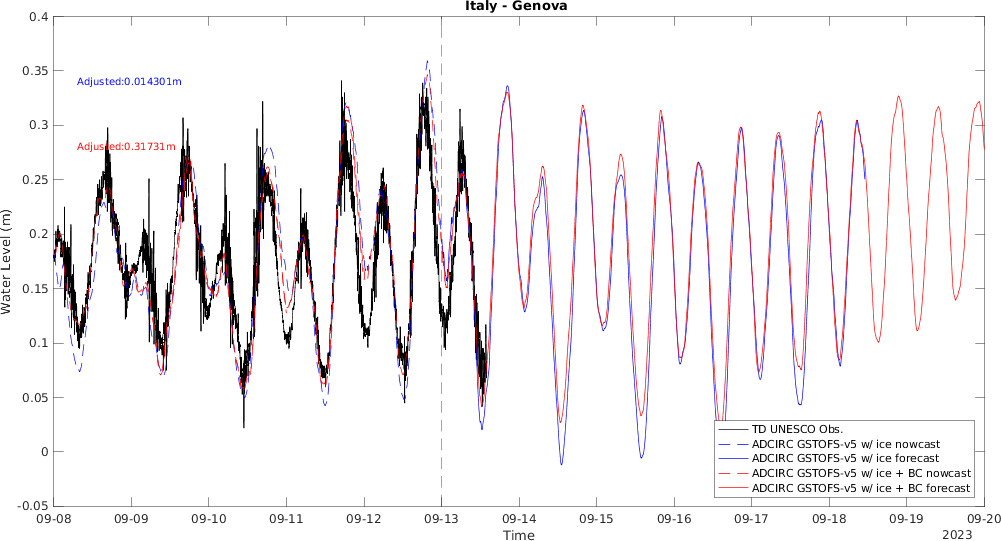 Italy - Genova
Adjusted:0.014301m
Adjusted:0.31731m
Water Level (m)
0.4
0.35
0.3
0.25
0.2
0.15
0.1
0.05
0
-0.05
TD UNESCO Obs.
ADCIRC GSTOFS-v5 w/ ice nowcast
ADCIRC GSTOFS-v5 w/ ice forecast
ADCIRC GSTOFS-v5 w/ ice + BC nowcast
ADCIRC GSTOFS-v5 w/ ice + BC forecast
09-08 09-09 09-10 09-11 09-12 09-13 09-14 09-15 09-16 09-17 09-18 09-19 09-20
Time
2023